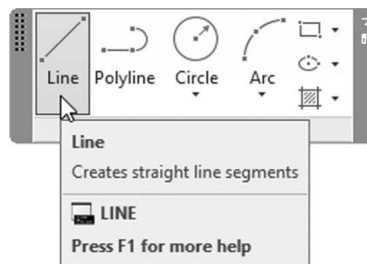 Line Polyline Circle Arc
Line
Creates straight line segments
LINE
Press F1 for more help